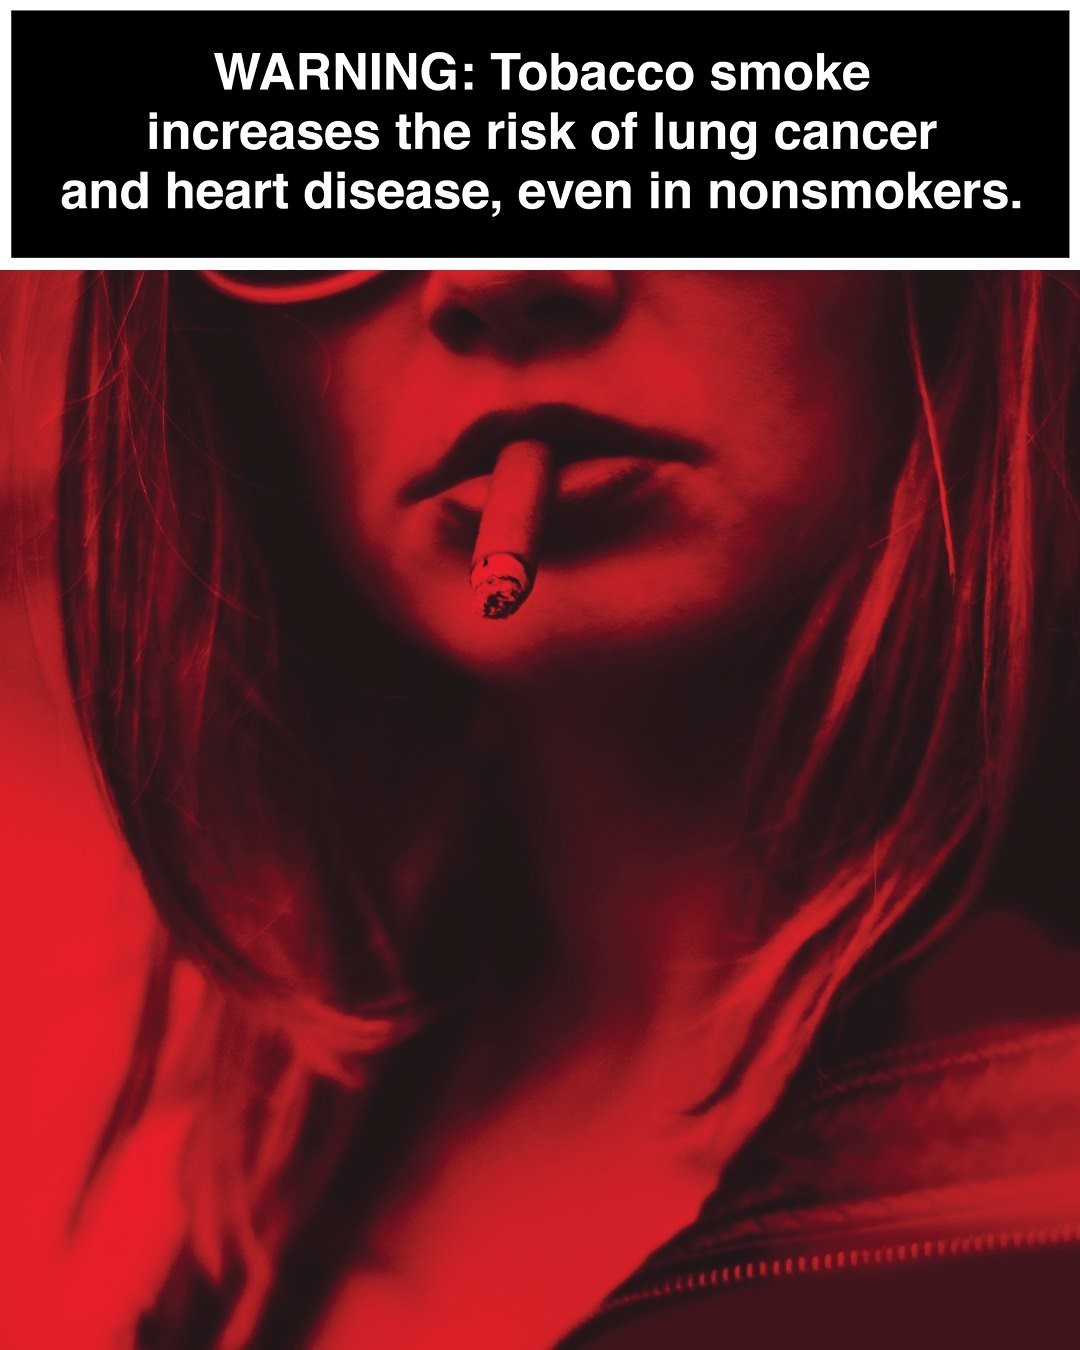 WARNING: Tobacco smoke
increases the risk of lung cancer
and heart disease, even in nonsmokers.